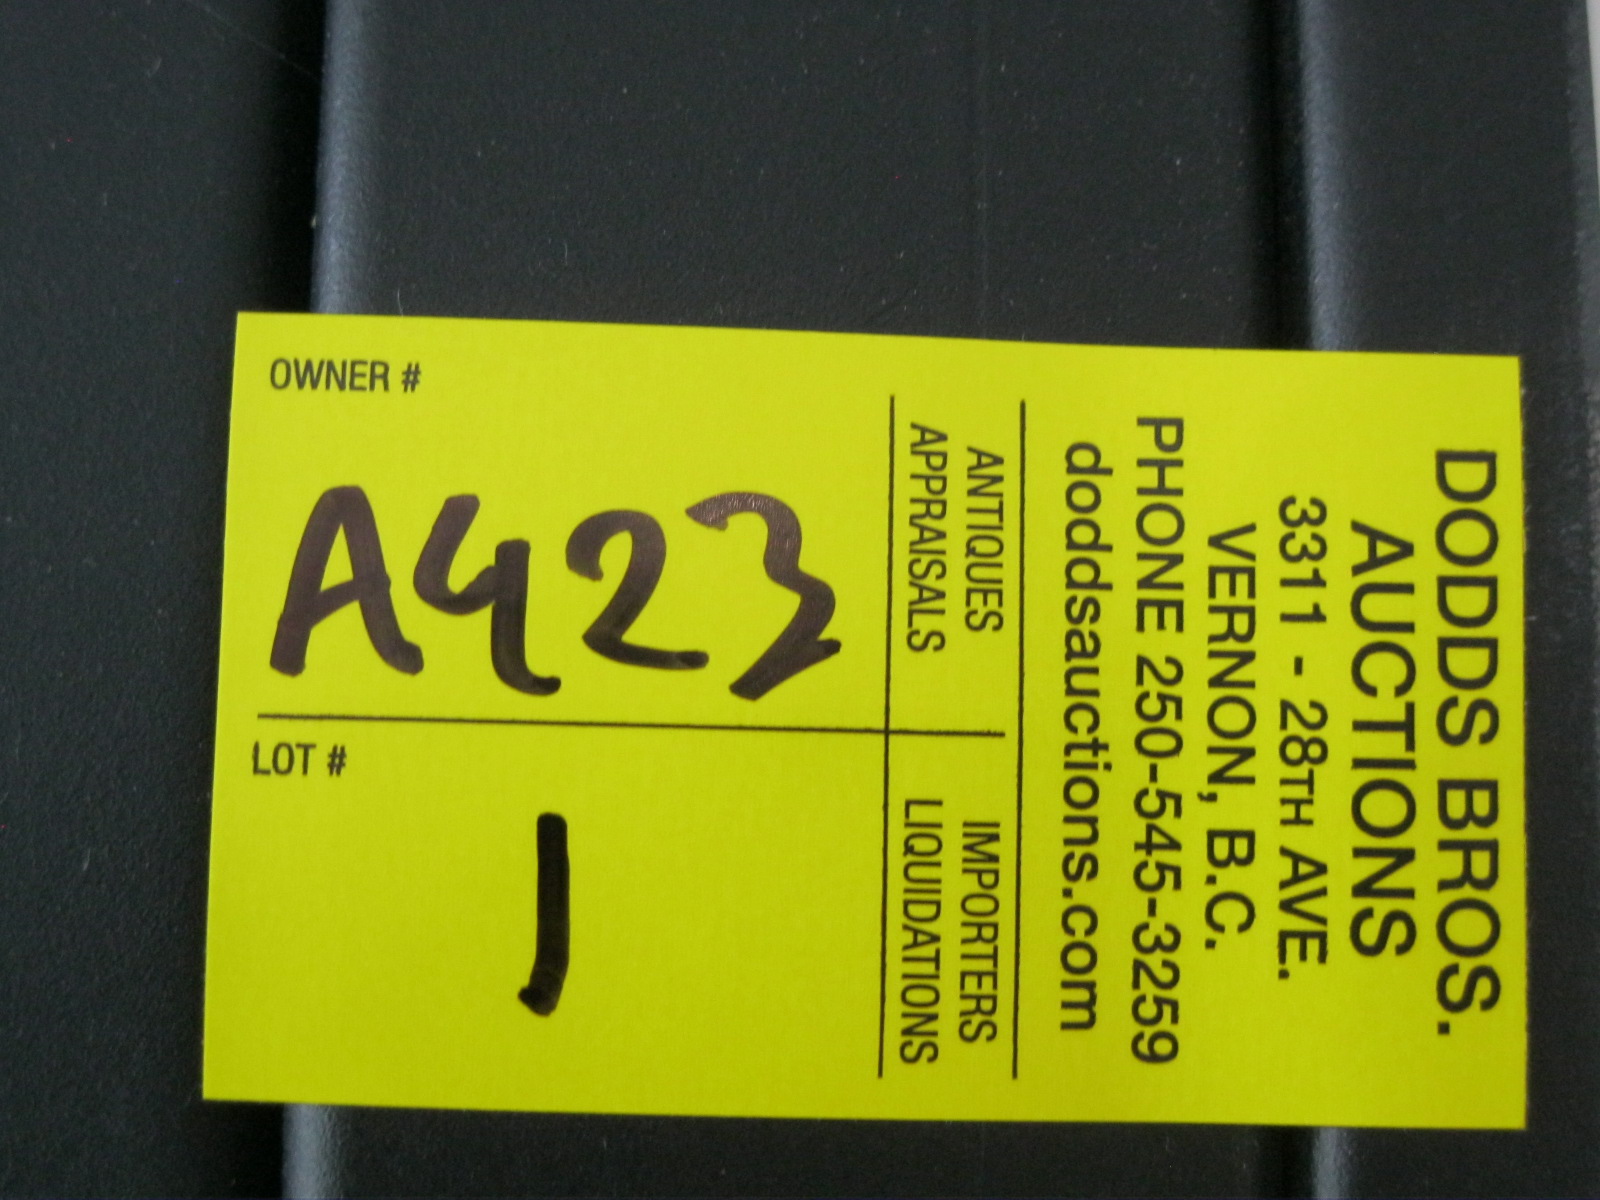 DODDS BROS.
AUCTIONS
3311 - 28TH AVE.
VERNON, B.C.
PHONE 250-545-3259
doddsauctions.com
ANTIQUES
APPRAISALS
IMPORTERS
LIQUIDATIONS
OWNER #
A423
LOT #
1